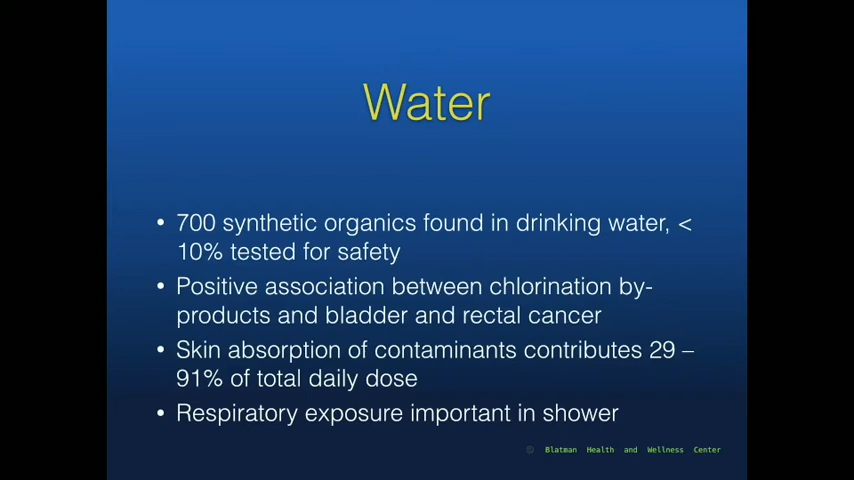 Water
• 700 synthetic organics found in drinking water, <
10% tested for safety
• Positive association between chlorination by-
products and bladder and rectal cancer
• Skin absorption of contaminants contributes 29 –
91% of total daily dose
• Respiratory exposure important in shower
Blatman Health and Wellness Center